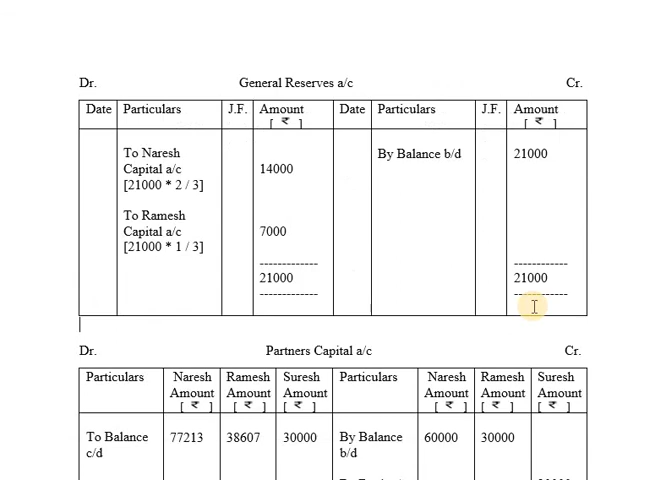 Dr. General Reserves a/c Cr.
Date Particulars J.F. Amount Date Particulars J.F. Amount
[ ₹ ] [ ₹ ]
To Naresh By Balance b/d 21000
Capital a/c 14000
[21000 * 2 / 3]
To Ramesh
Capital a/c 7000
[21000 * 1 / 3]
------------- ------------
21000 21000
------------- ------------
Dr. Partners Capital a/c Cr.
Particulars Naresh Ramesh Suresh Particulars Naresh Ramesh Suresh
Amount Amount Amount Amount Amount Amount
[ ₹ ] [ ₹ ] [ ₹ ] [ ₹ ] [ ₹ ] [ ₹ ]
To Balance 77213 38607 30000 By Balance 60000 30000
c/d b/d